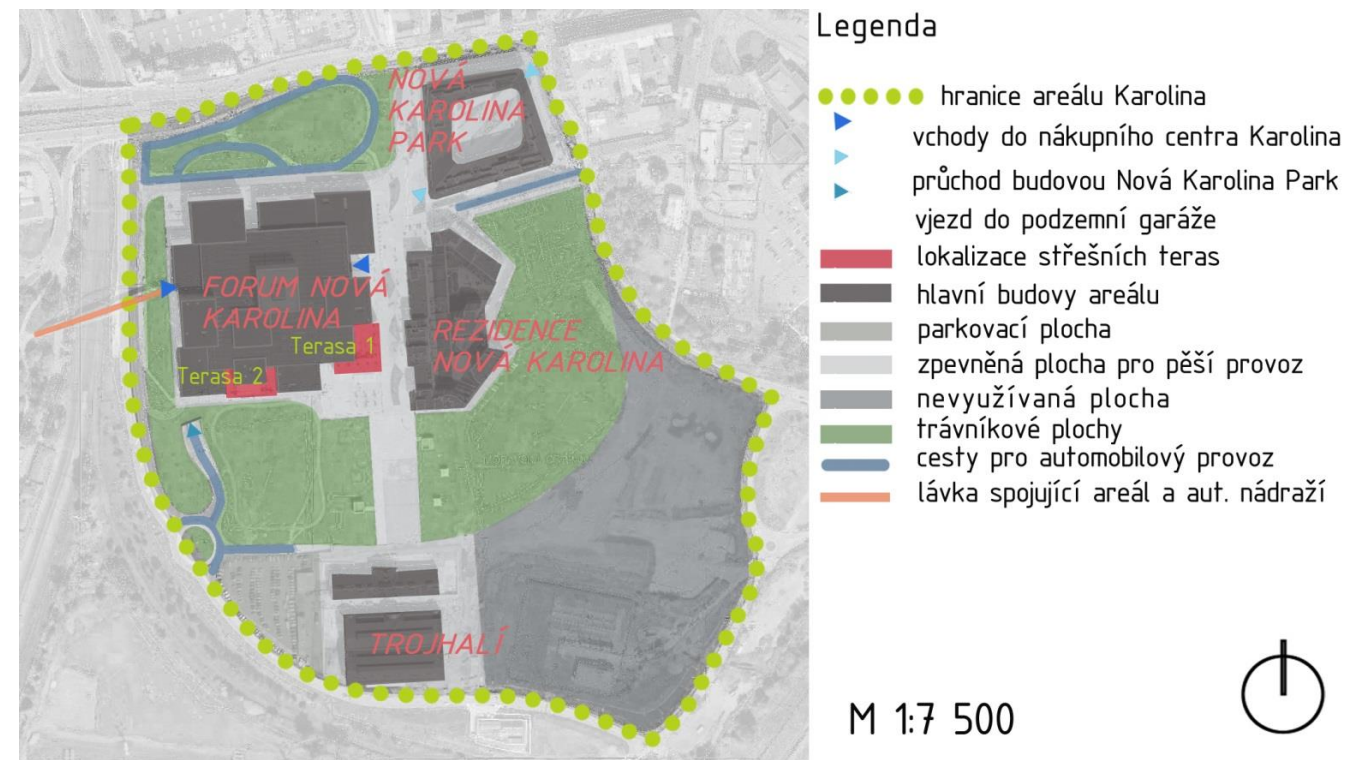 NOVÁ
KAROLINA
PARK
FORUM NOVÁ
KAROLINA
Terasa 1
Terasa 2
REZIDENCE
NOVÁ KAROLINA
TROJHALÍ
Legenda
hranice areálu Karolina
vchody do nákupního centra Karolina
průchod budovou Nová Karolina Park
vjezd do podzemní garáže
lokalizace střešních teras
hlavní budovy areálu
parkovací plocha
zpevněná plocha pro pěší provoz
nevyužívaná plocha
trávníkové plochy
cesty pro automobilový provoz
lávka spojující areál a aut. nádraží
M 1:7 500